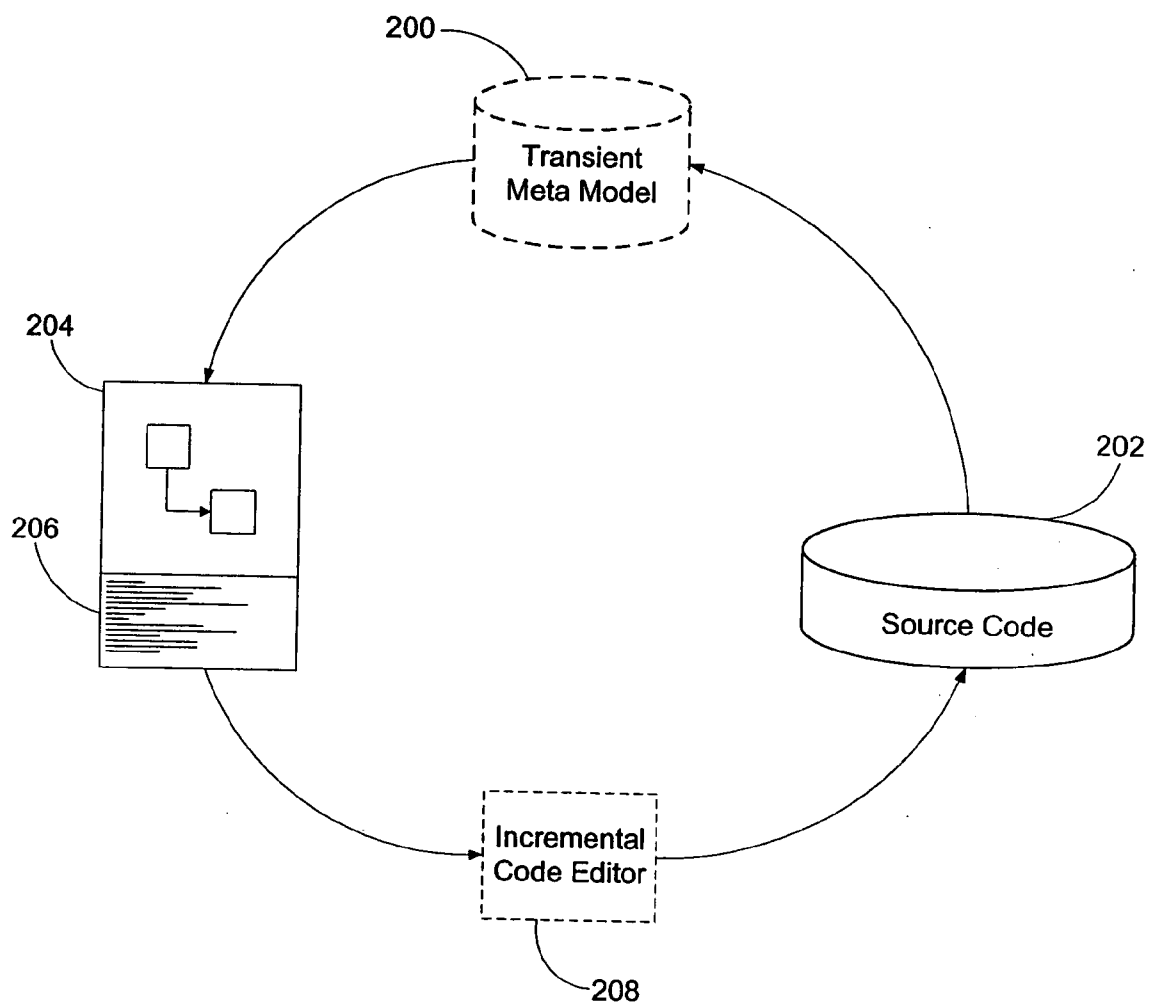 200
Transient
Meta Model
204
202
206
Source Code
Incremental
Code Editor
208